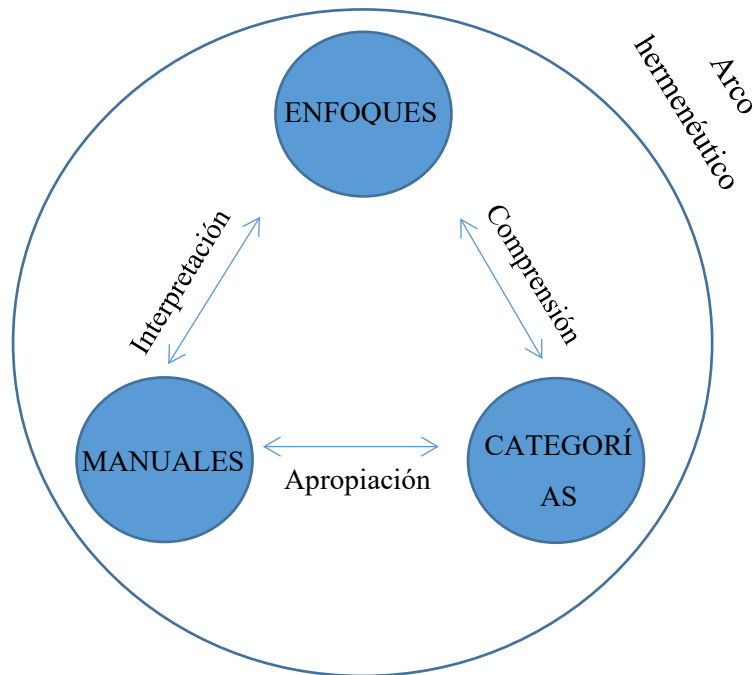 Arco
hermenéutico
ENFOQUES
Interpretación
Comprensión
MANUALES
CATEGORÍ
AS
Apropiación